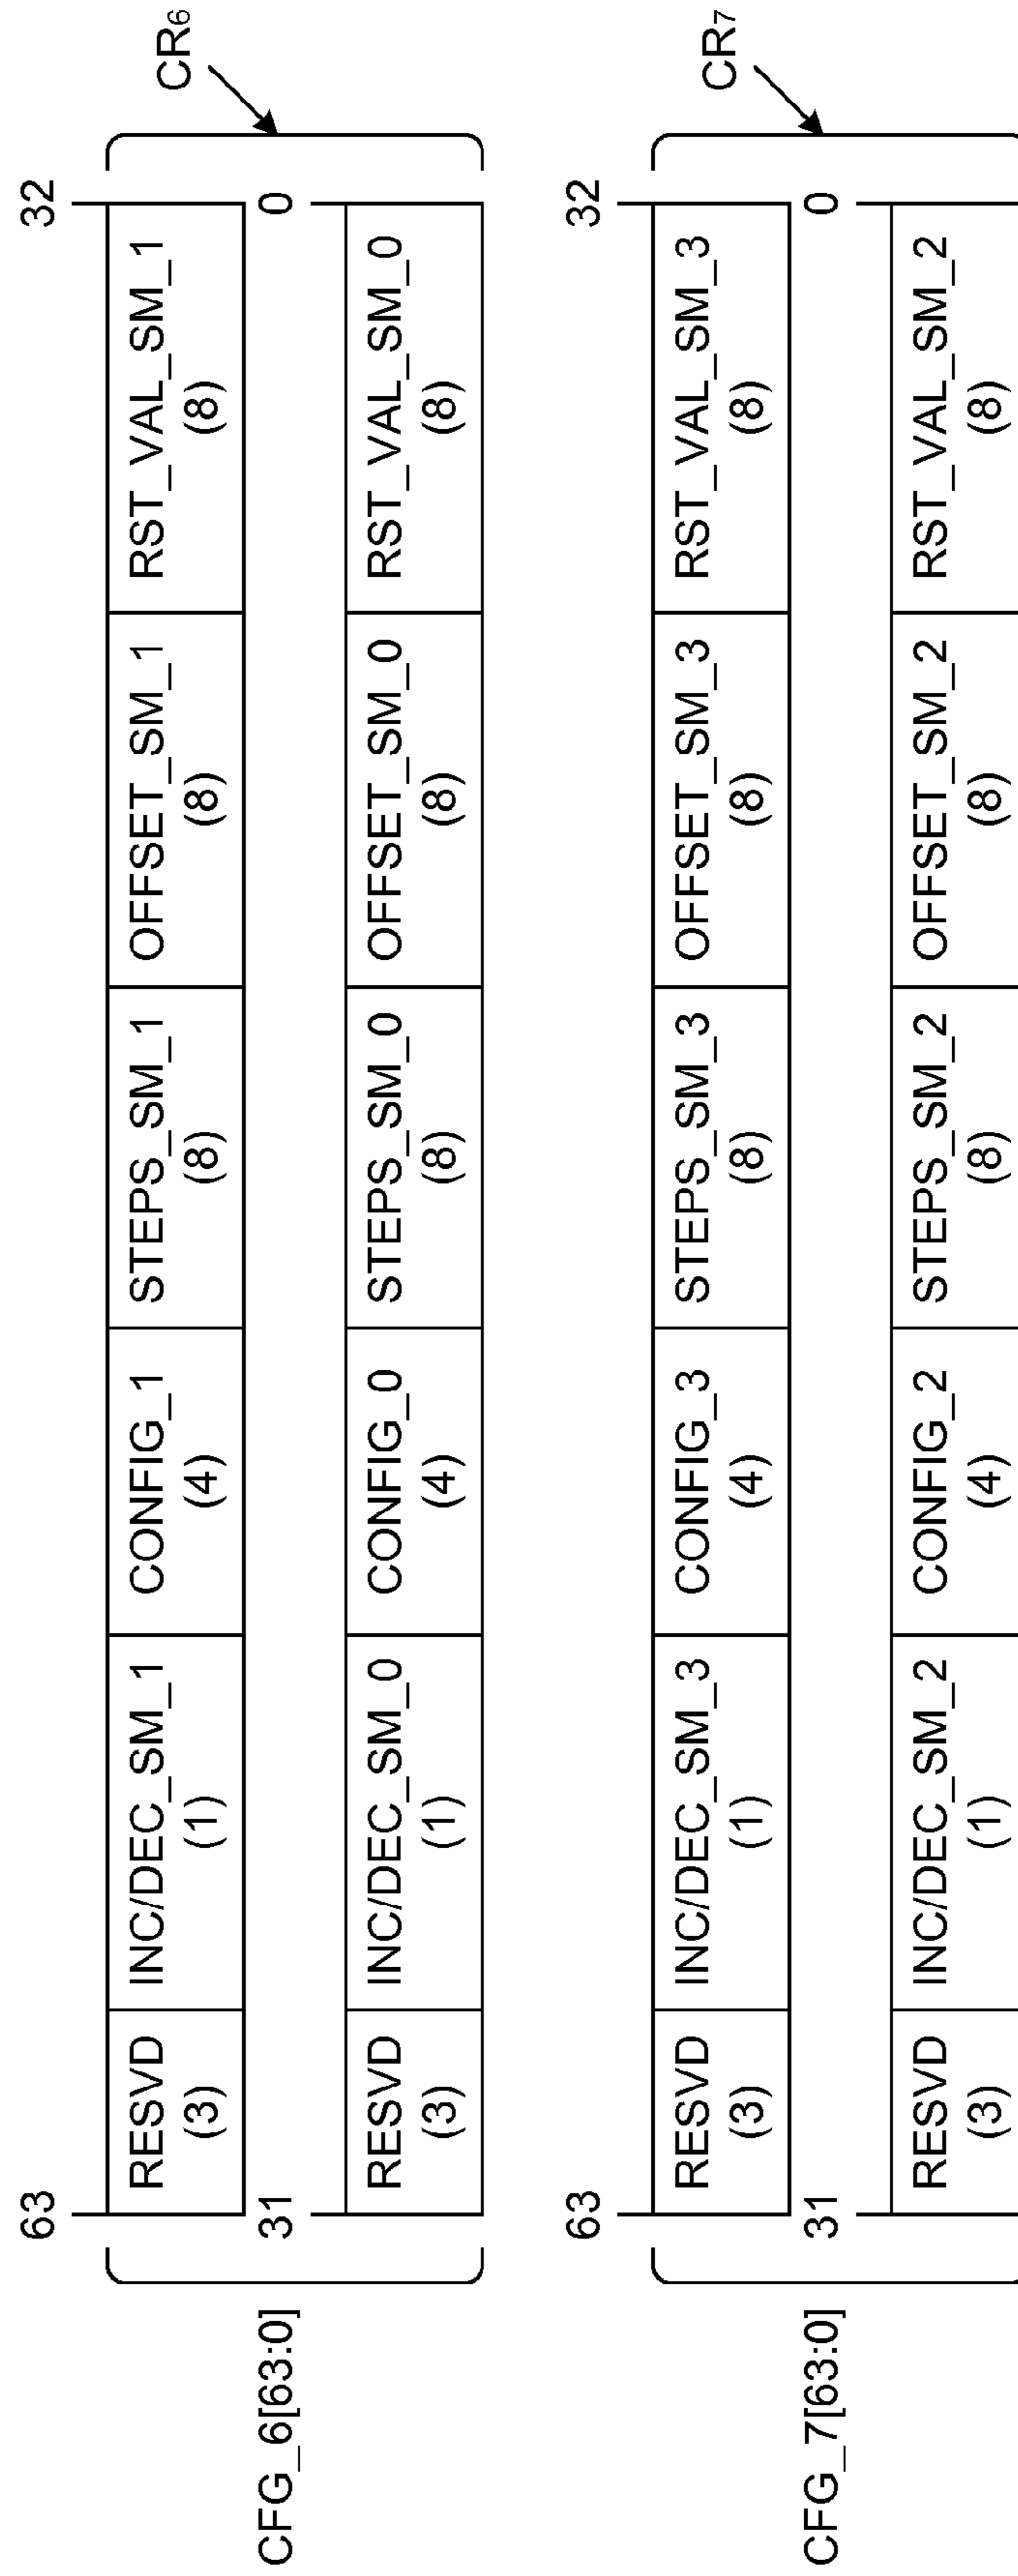 63 32
RESVD INC/DEC_SM_1 CONFIG_1 STEPS_SM_1 OFFSET_SM_1 RST_VAL_SM_1
(3) (1) (4) (8) (8) (8)
CR6
CFG_6[63:0]
31 0
RESVD INC/DEC_SM_0 CONFIG_0 STEPS_SM_0 OFFSET_SM_0 RST_VAL_SM_0
(3) (1) (4) (8) (8) (8)
63 32
RESVD INC/DEC_SM_3 CONFIG_3 STEPS_SM_3 OFFSET_SM_3 RST_VAL_SM_3
(3) (1) (4) (8) (8) (8)
CR7
CFG_7[63:0]
31 0
RESVD INC/DEC_SM_2 CONFIG_2 STEPS_SM_2 OFFSET_SM_2 RST_VAL_SM_2
(3) (1) (4) (8) (8) (8)